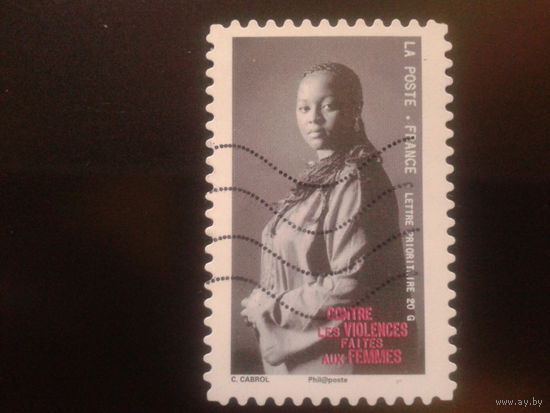 LA POSTE • FRANCE
LETTRE PRIORITAIRE 20 G
CONTRE
LES VIOLENCES
FAITES
AUX FEMMES
C. CABROL
Phil@poste
www.ay.by